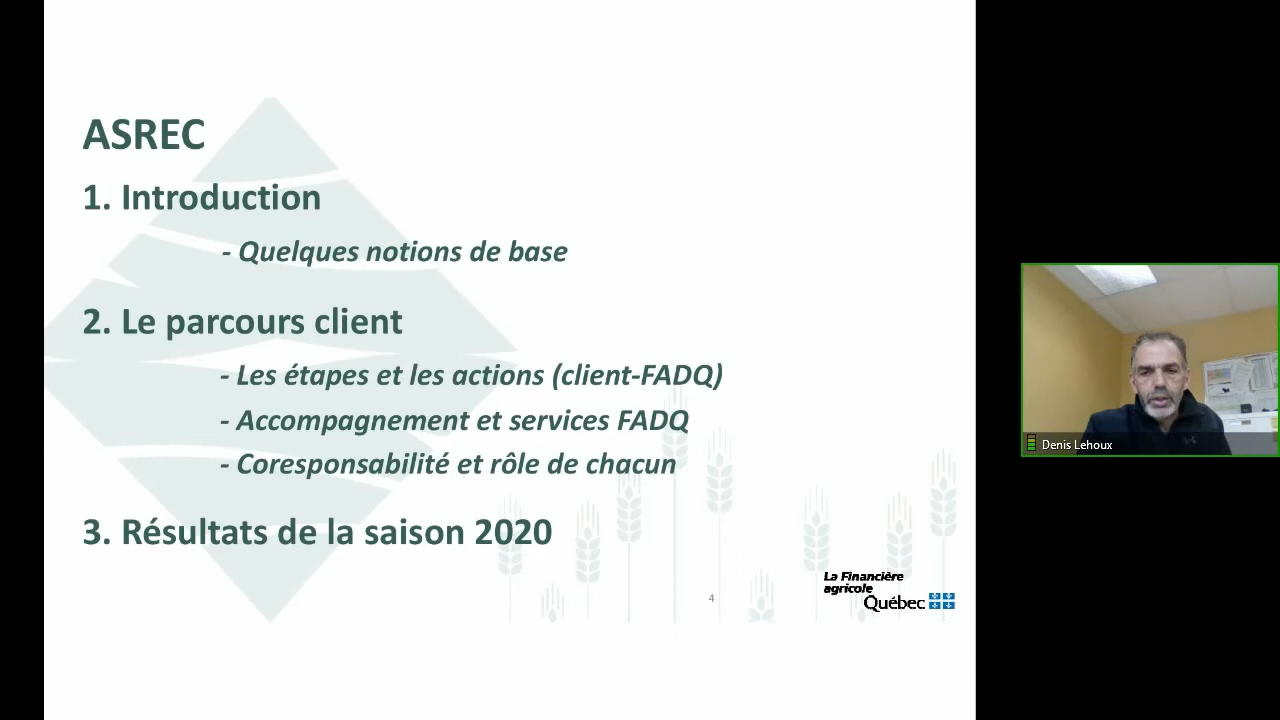 ASREC
1. Introduction
- Quelques notions de base
2. Le parcours client
- Les étapes et les actions (client-FADQ)
- Accompagnement et services FADQ
- Coresponsabilité et rôle de chacun
3. Résultats de la saison 2020
4
La Financière
agricole
Québec
Denis Lehoux